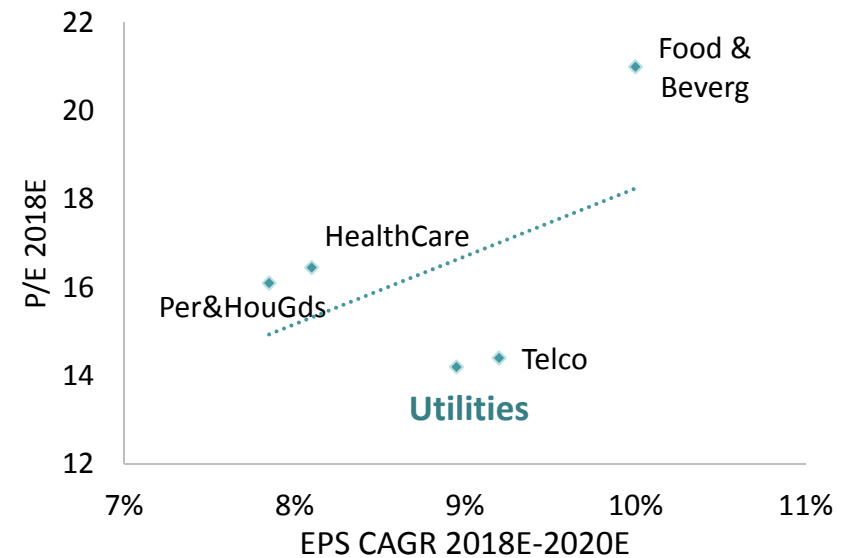 22
20
18
16
14
12
P/E 2018E
Food &
Beverg
HealthCare
Per&HouGds
Telco
Utilities
7%
8%
9%
10%
11%
EPS CAGR 2018E-2020E